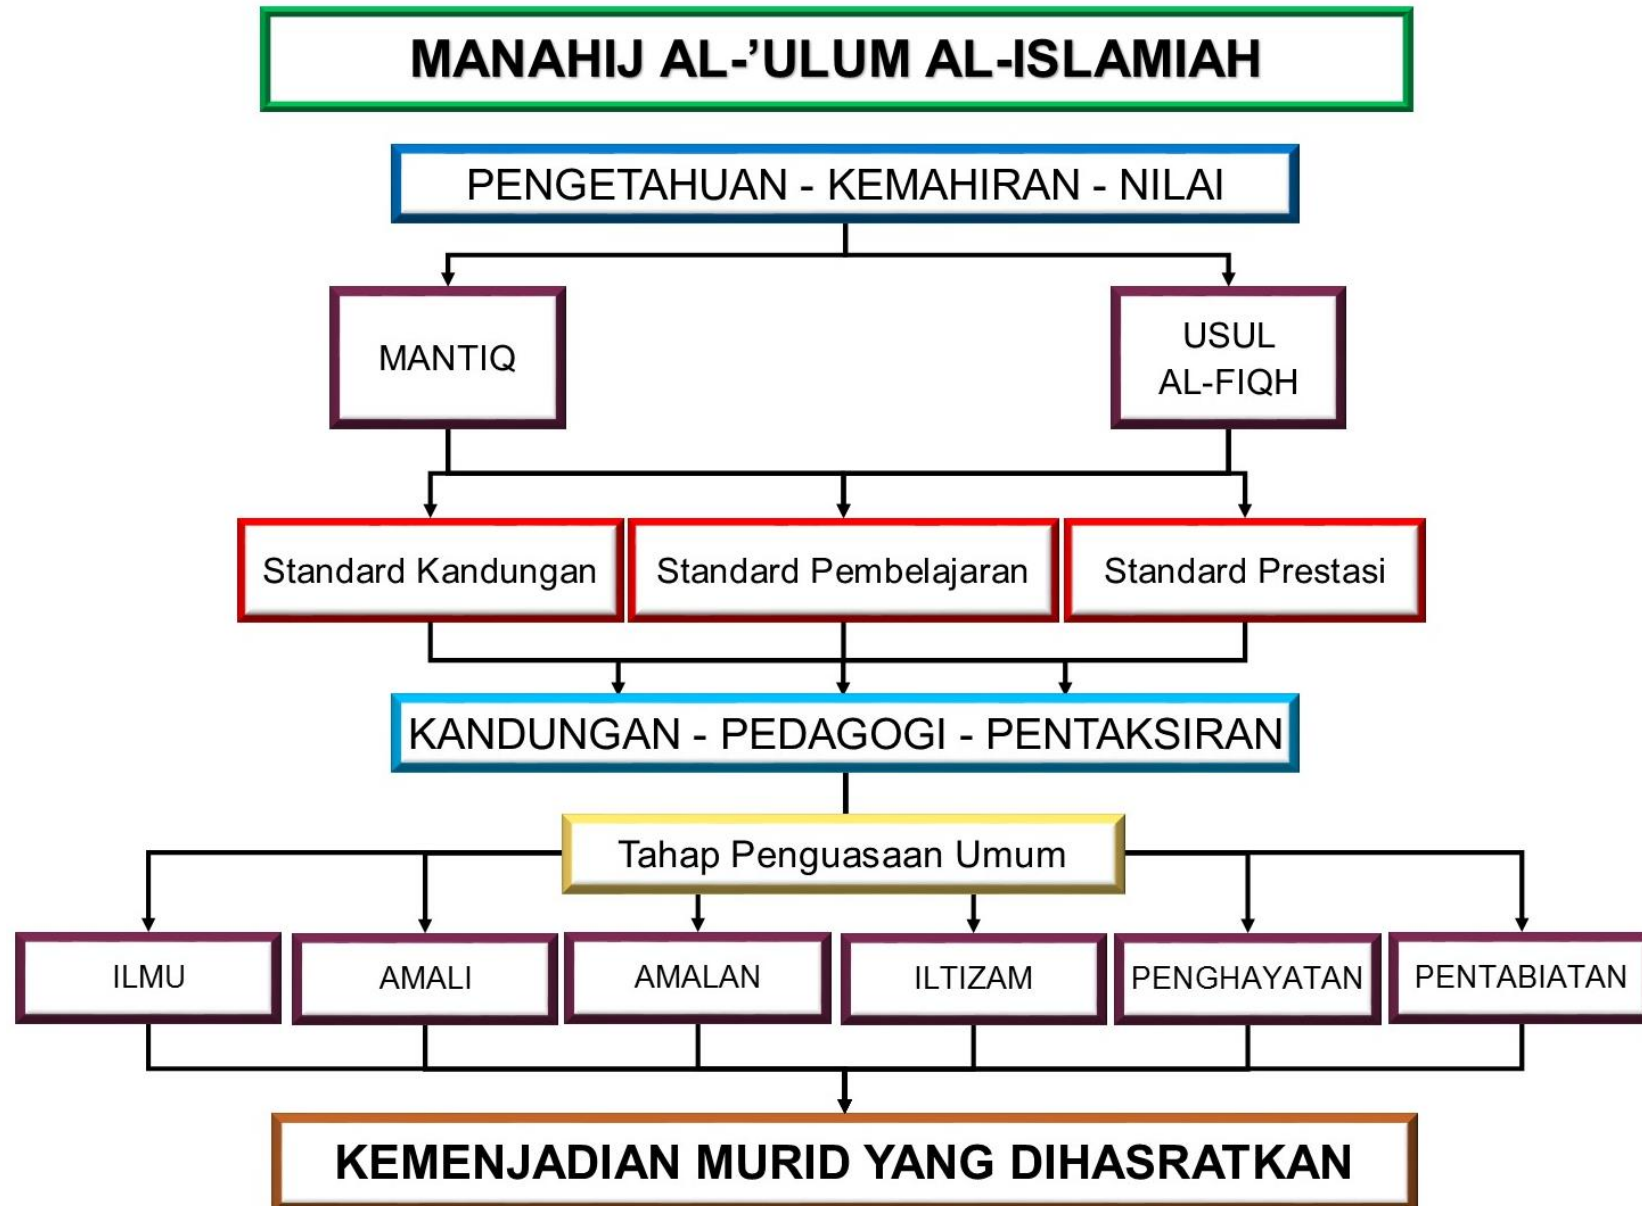 MANAHIJ AL-’ULUM AL-ISLAMIAH
PENGETAHUAN - KEMAHIRAN - NILAI
MANTIQ
USUL
AL-FIQH
Standard Kandungan
Standard Pembelajaran
Standard Prestasi
KANDUNGAN - PEDAGOGI - PENTAKSIRAN
Tahap Penguasaan Umum
ILMU
AMALI
AMALAN
ILTIZAM
PENGHAYATAN
PENTABIATAN
KEMENJADIAN MURID YANG DIHASRATKAN